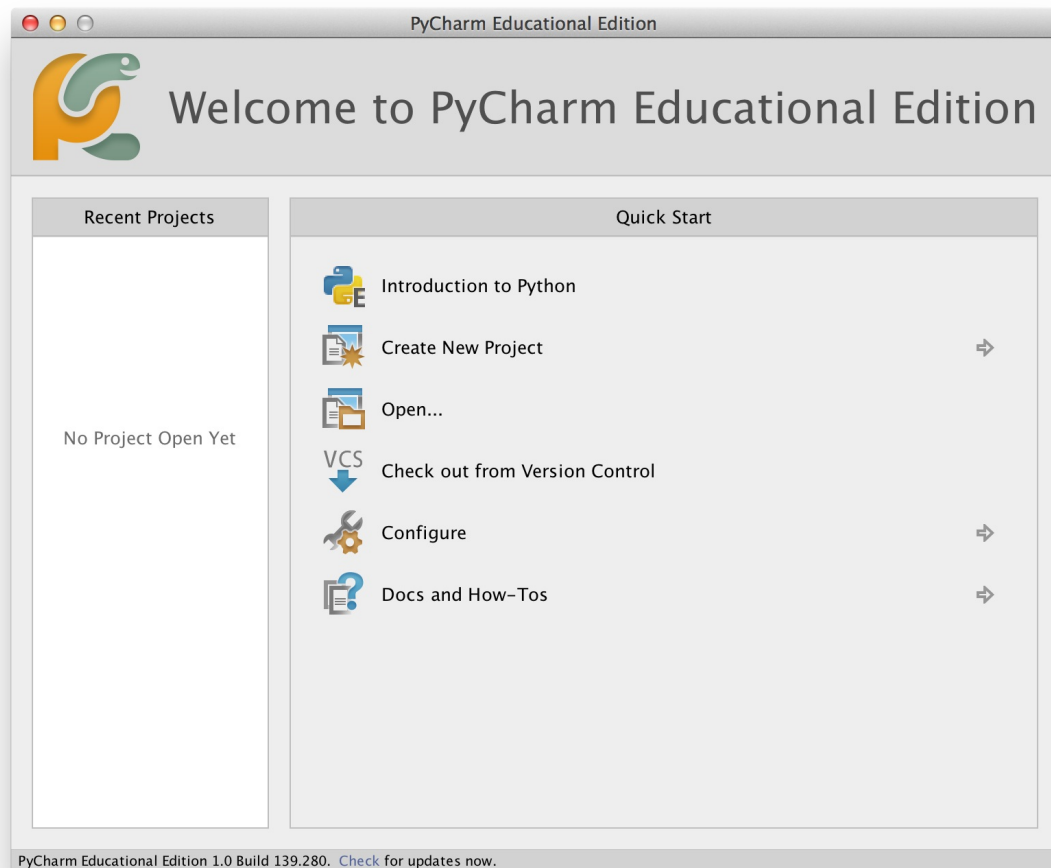 PyCharm Educational Edition
Welcome to PyCharm Educational Edition
Recent Projects
No Project Open Yet
Quick Start
E
Introduction to Python
Create New Project
Open...
VCS
Check out from Version Control
Configure
?
Docs and How-Tos
PyCharm Educational Edition 1.0 Build 139.280. Check for updates now.